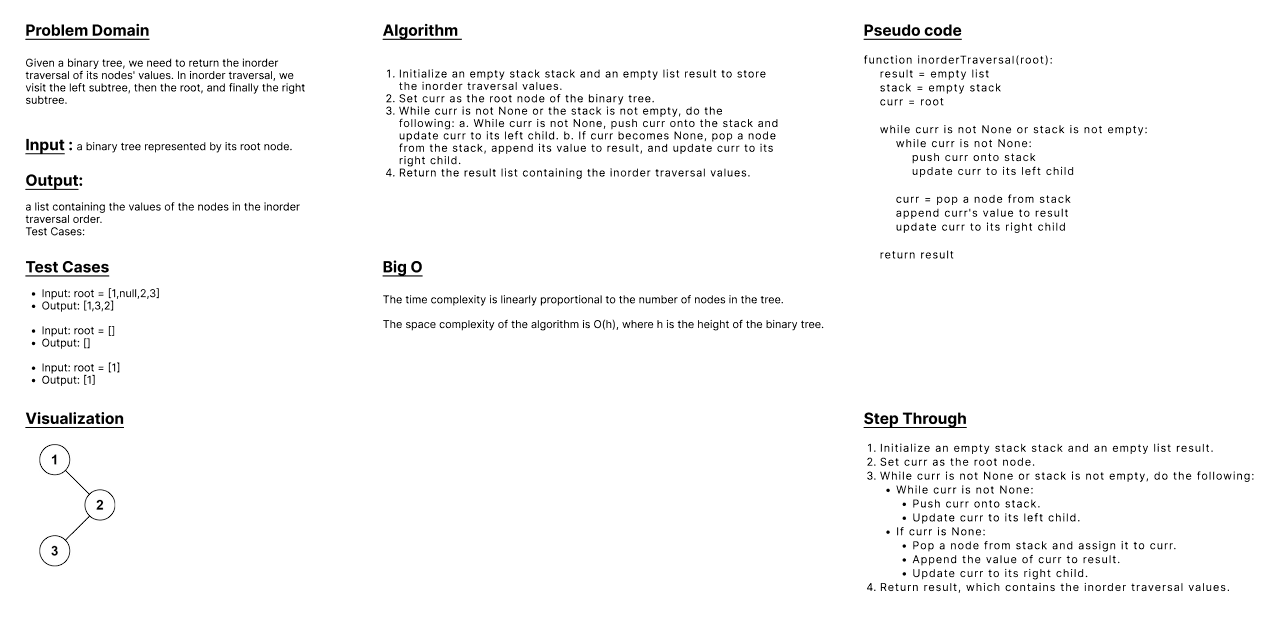 Problem Domain
Given a binary tree, we need to return the inorder
traversal of its nodes' values. In inorder traversal, we
visit the left subtree, then the root, and finally the right
subtree.
Input : a binary tree represented by its root node.
Output:
a list containing the values of the nodes in the inorder
traversal order.
Test Cases:
Test Cases
• Input: root = [1,null,2,3]
• Output: [1,3,2]
• Input: root = []
• Output: []
• Input: root = [1]
• Output: [1]
Visualization
1
2
3
Algorithm
1. Initialize an empty stack stack and an empty list result to store
the inorder traversal values.
2. Set curr as the root node of the binary tree.
3. While curr is not None or the stack is not empty, do the
following: a. While curr is not None, push curr onto the stack and
update curr to its left child. b. If curr becomes None, pop a node
from the stack, append its value to result, and update curr to its
right child.
4. Return the result list containing the inorder traversal values.
Big O
The time complexity is linearly proportional to the number of nodes in the tree.
The space complexity of the algorithm is O(h), where h is the height of the binary tree.
Pseudo code
function inorderTraversal(root):
result = empty list
stack = empty stack
curr = root
while curr is not None or stack is not empty:
while curr is not None:
push curr onto stack
update curr to its left child
curr = pop a node from stack
append curr's value to result
update curr to its right child
return result
Step Through
1. Initialize an empty stack stack and an empty list result.
2. Set curr as the root node.
3. While curr is not None or stack is not empty, do the following:
• While curr is not None:
• Push curr onto stack.
• Update curr to its left child.
• If curr is None:
• Pop a node from stack and assign it to curr.
• Append the value of curr to result.
• Update curr to its right child.
4. Return result, which contains the inorder traversal values.